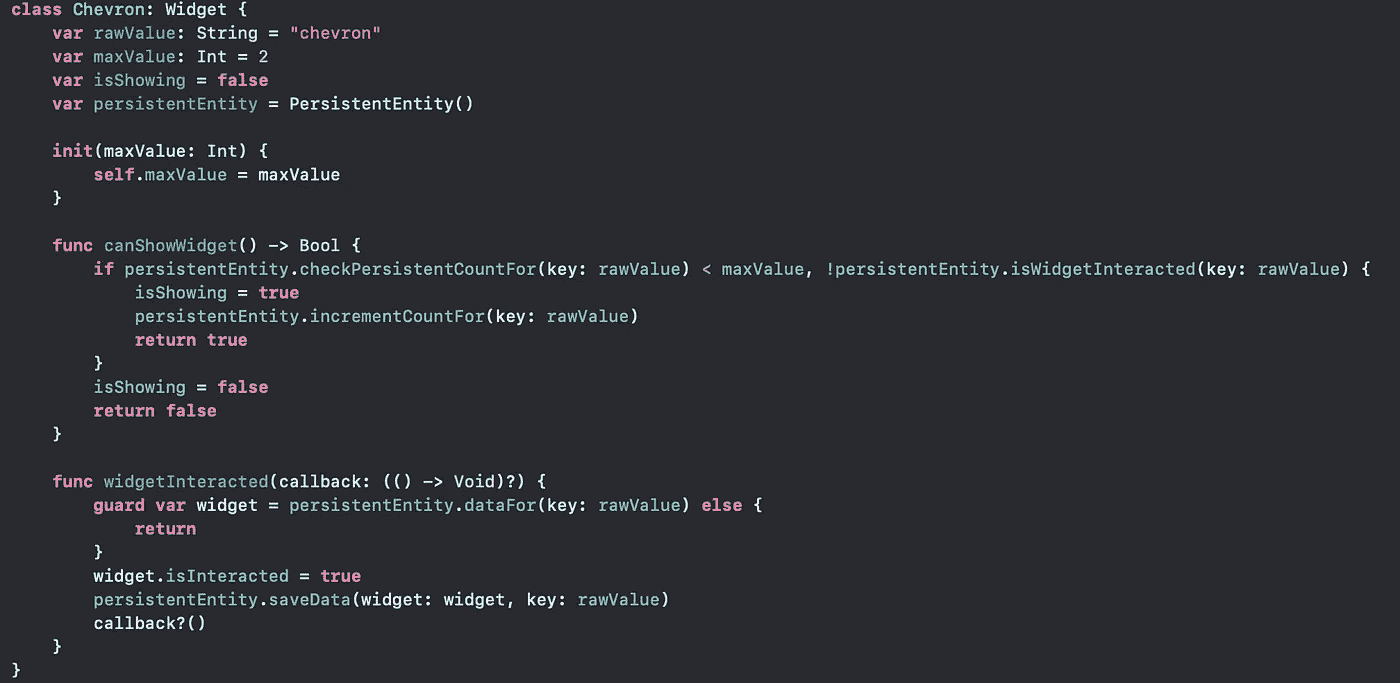 class Chevron: Widget {
    var rawValue: String = "chevron"
    var maxValue: Int = 2
    var isShowing = false
    var persistentEntity = PersistentEntity()

    init(maxValue: Int) {
        self.maxValue = maxValue
    }

    func canShowWidget() -> Bool {
        if persistentEntity.checkPersistentCountFor(key: rawValue) < maxValue, !persistentEntity.isWidgetInteracted(key: rawValue) {
            isShowing = true
            persistentEntity.incrementCountFor(key: rawValue)
            return true
        }
        isShowing = false
        return false
    }

    func widgetInteracted(callback: (() -> Void)?) {
        guard var widget = persistentEntity.dataFor(key: rawValue) else {
            return
        }
        widget.isInteracted = true
        persistentEntity.saveData(widget: widget, key: rawValue)
        callback?()
    }
}